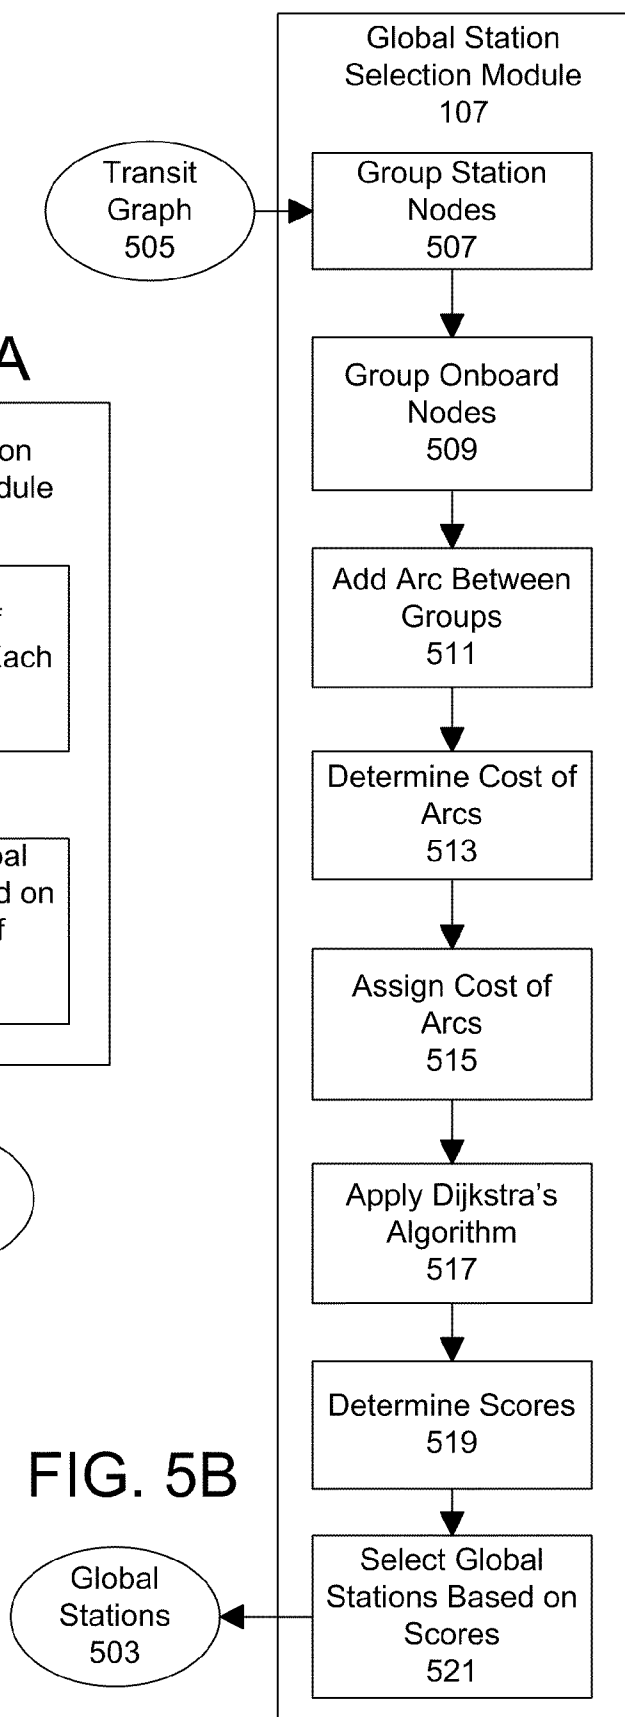 Global Station
Selection Module
107
Transit
Graph
505
Group Station
Nodes
507
Group Onboard
Nodes
509
A
on
dule
Add Arc Between
Groups
511
Each
Determine Cost of
Arcs
513
d on
Assign Cost of
Arcs
515
Apply Dijkstra's
Algorithm
517
Determine Scores
519
FIG. 5B
Select Global
Stations Based on
Scores
521
Global
Stations
503